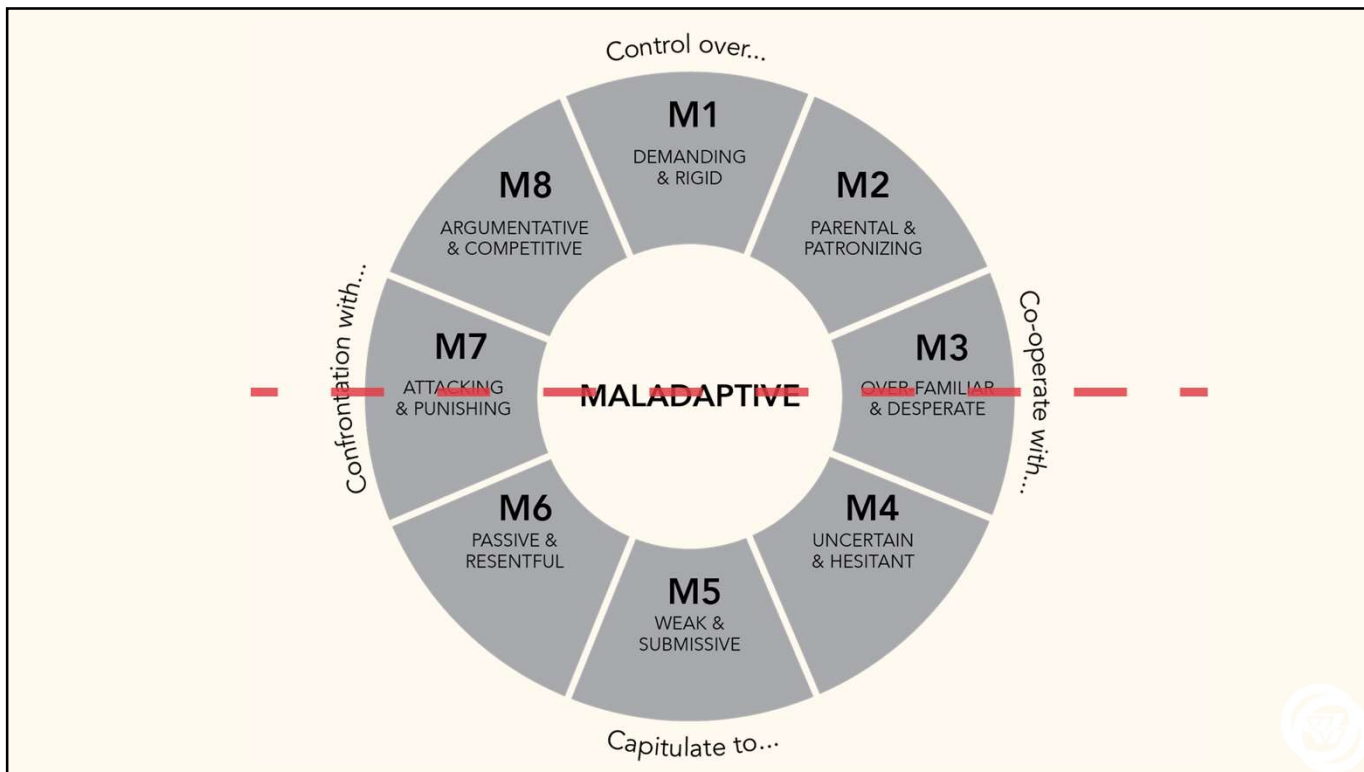 Control over...
M1
DEMANDING
& RIGID
M2
PARENTAL &
PATRONIZING
Co-operate with...
M3
OVER-FAMILIAR
& DESPERATE
M4
UNCERTAIN
& HESITANT
Capitulate to...
M5
WEAK &
SUBMISSIVE
M6
PASSIVE &
RESENTFUL
Confrontation with...
M7
ATTACKING
& PUNISHING
M8
ARGUMENTATIVE
& COMPETITIVE
MALADAPTIVE